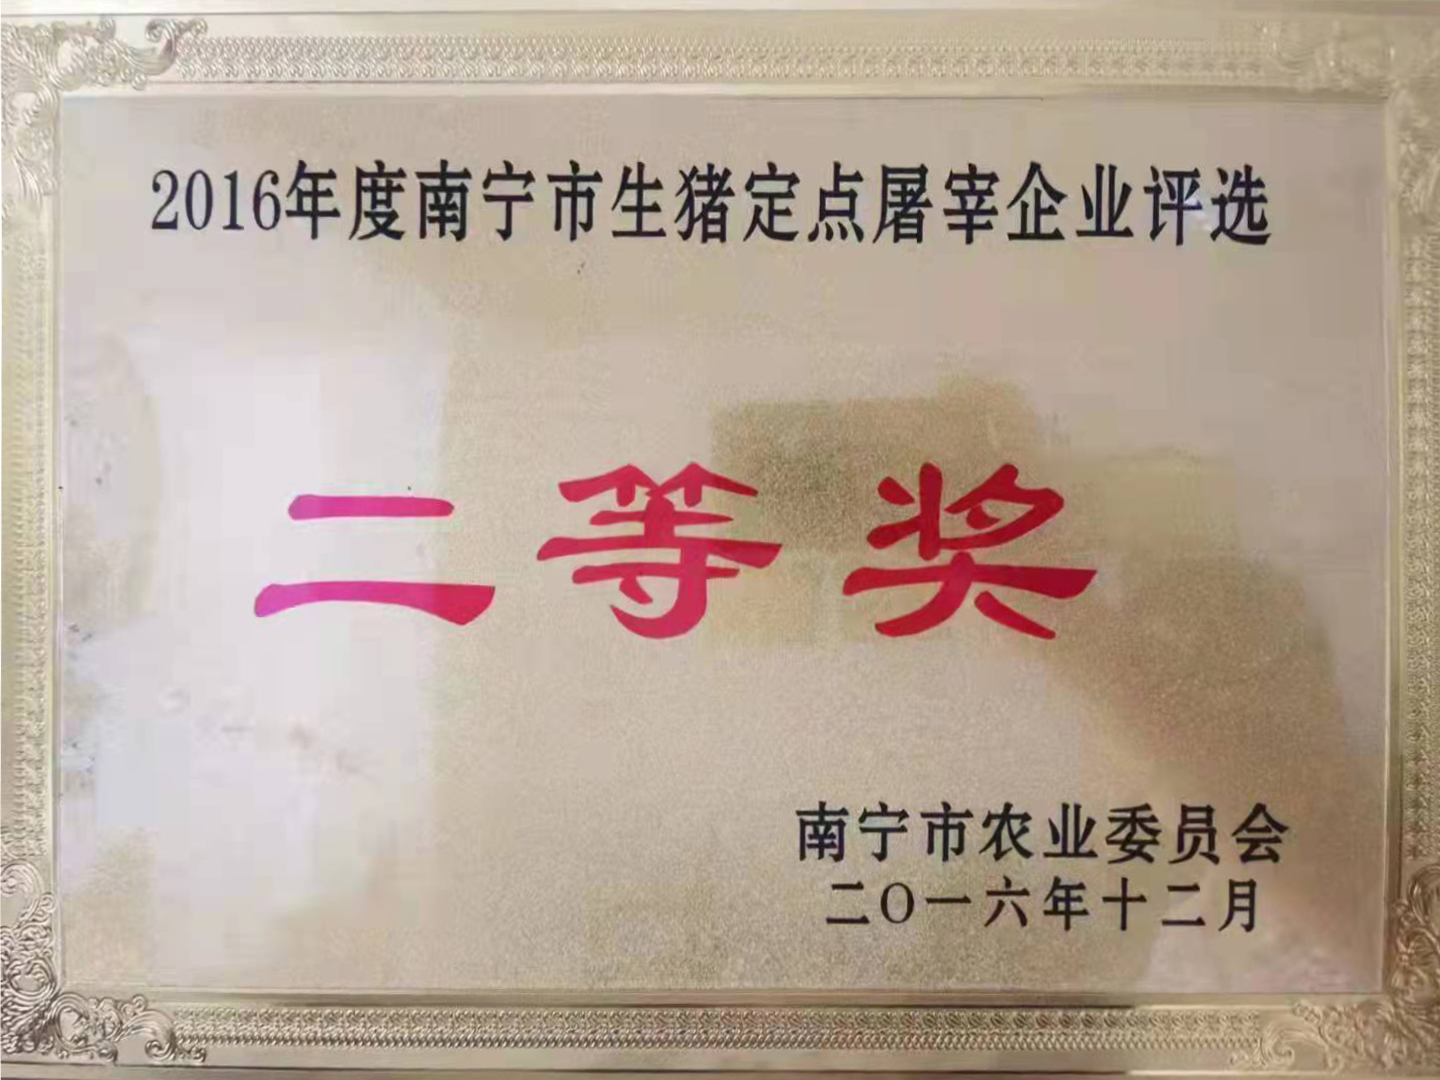 2016年度南宁市生猪定点屠宰企业评选
二等奖
南宁市农业委员会
二〇一六年十二月